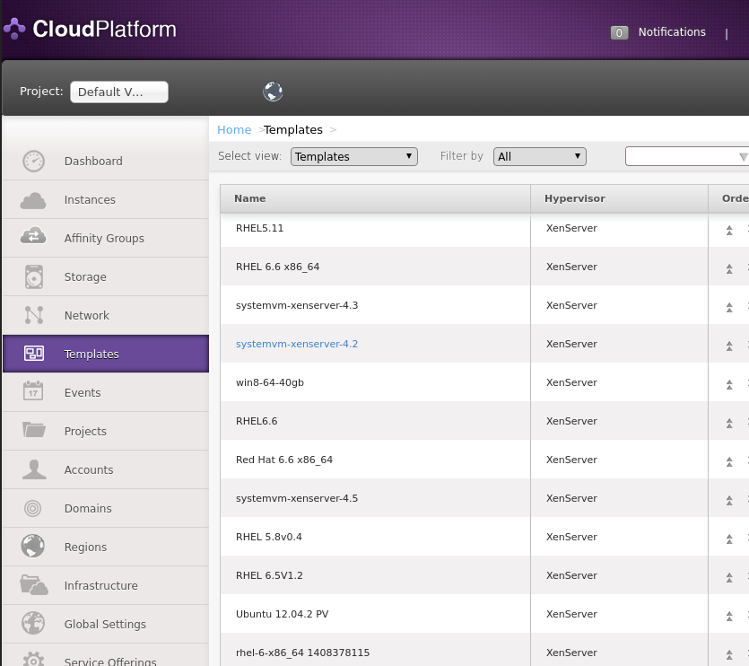 CloudPlatform
0 Notifications |
Project: Default V...
Home > Templates >
Select view: Templates Filter by All
Name Hypervisor Orde
Dashboard
Instances
Affinity Groups
Storage
Network
Templates
17 Events
Projects
Accounts
Domains
Regions
Infrastructure
Global Settings
Service Offerings
RHEL5.11 XenServer
RHEL 6.6 x86_64 XenServer
systemvm-xenserver-4.3 XenServer
systemvm-xenserver-4.2 XenServer
win8-64-40gb XenServer
RHEL6.6 XenServer
Red Hat 6.6 x86_64 XenServer
systemvm-xenserver-4.5 XenServer
RHEL 5.8v0.4 XenServer
RHEL 6.5V1.2 XenServer
Ubuntu 12.04.2 PV XenServer
rhel-6-x86_64 1408378115 XenServer